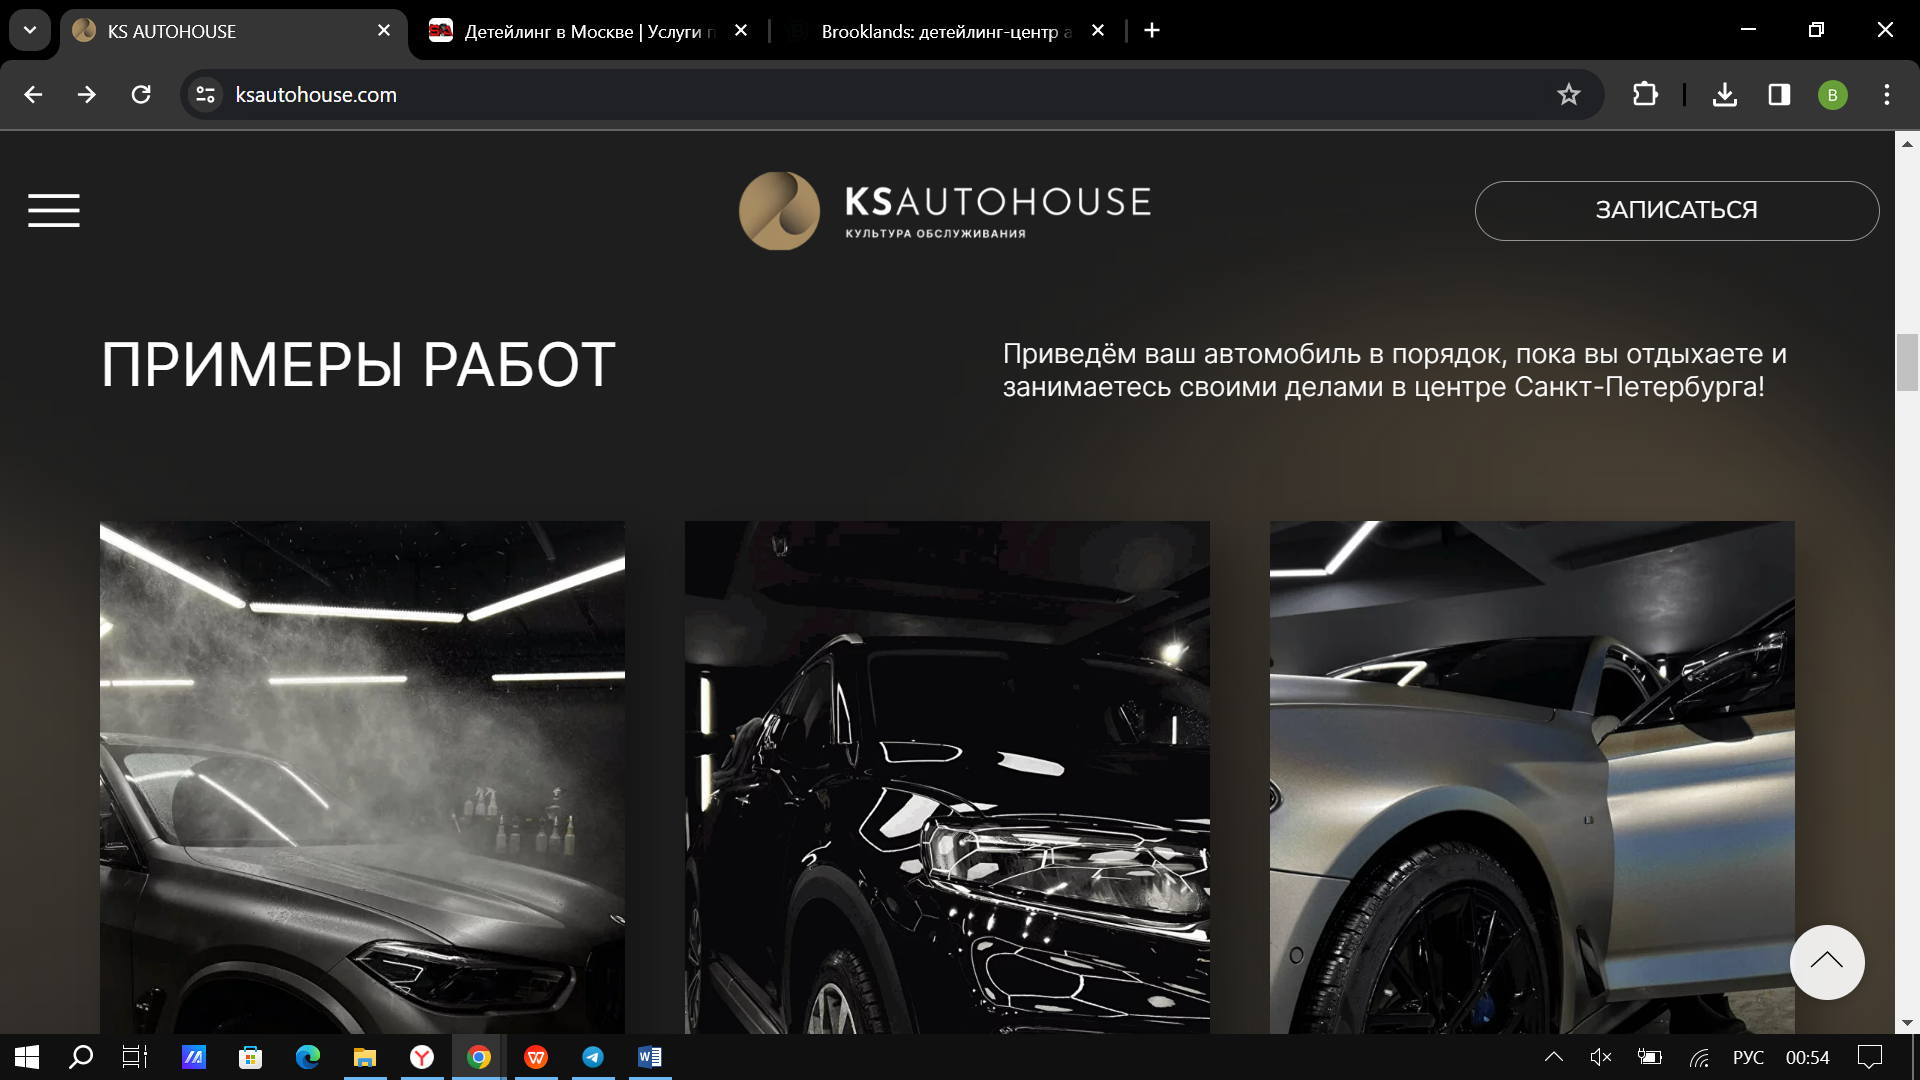 KS AUTOHOUSE
Детейлинг в Москве | Услуги п
Brooklands: детейлинг-центр а
ksautohouse.com
B
KSAUTOHOUSE
КУЛЬТУРА ОБСЛУЖИВАНИЯ
ЗАПИСАТЬСЯ
ПРИМЕРЫ РАБОТ
Приведём ваш автомобиль в порядок, пока вы отдыхаете и
занимаетесь своими делами в центре Санкт-Петербурга!
РУС
00:54